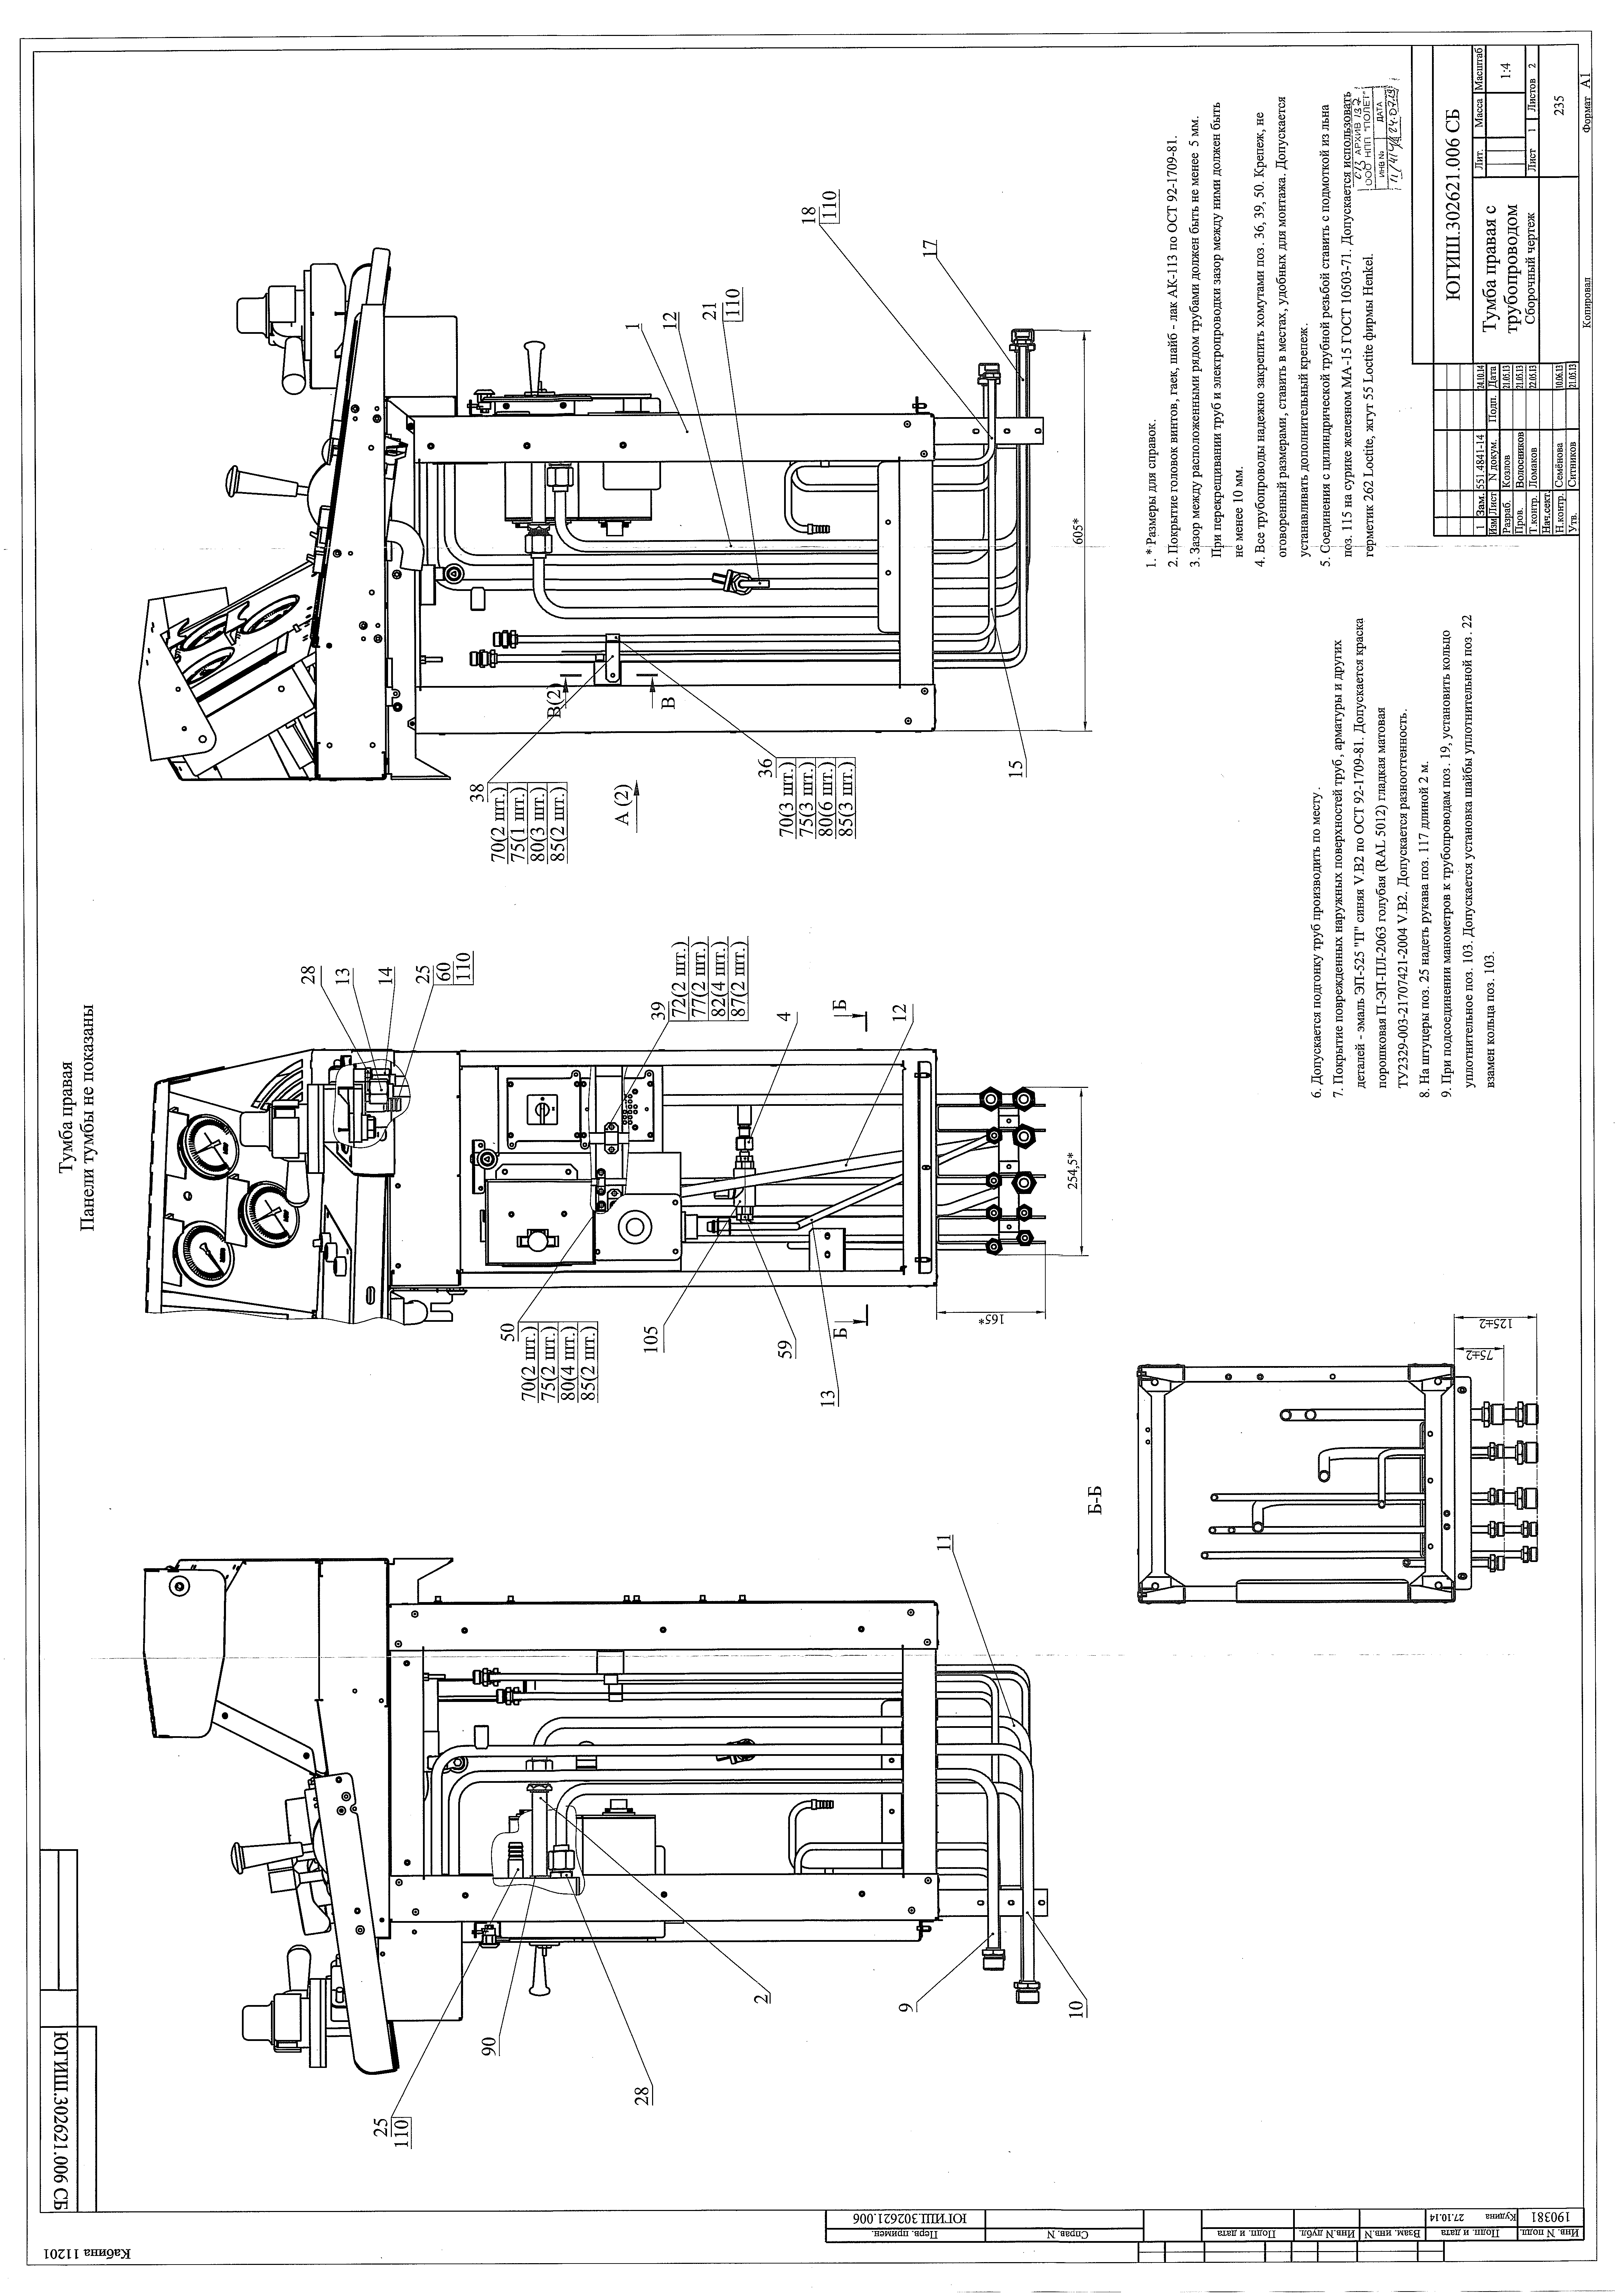 Кабина 11201
ЮГИШ.302621.006 СБ
Тумба правая
Панели тумбы не показаны
25
110
90
28
2
9
10
11
28
13
14
25
60
110
39
72(2 шт.)
77(2 шт.)
82(4 шт.)
87(2 шт.)
4
Б
12
50
70(2 шт.)
75(2 шт.)
80(4 шт.)
85(2 шт.)
105
59
Б
13
165*
254,5*
38
70(2 шт.)
75(1 шт.)
80(3 шт.)
85(2 шт.)
А (2)
В(2)
В
36
70(3 шт.)
75(3 шт.)
80(6 шт.)
85(3 шт.)
15
1
12
21
110
18
110
17
605*
Б-Б
75±2
125±2
1. * Размеры для справок.
2. Покрытие головок винтов, гаек, шайб - лак АК-113 по ОСТ 92-1709-81.
3. Зазор между расположенными рядом трубами должен быть не менее 5 мм.
При перекрещивании труб и электропроводки зазор между ними должен быть
не менее 10 мм.
4. Все трубопроводы надежно закрепить хомутами поз. 36, 39, 50. Крепеж, не
оговоренный размерами, ставить в местах, удобных для монтажа. Допускается
устанавливать дополнительный крепеж.
5. Соединения с цилиндрической трубной резьбой ставить с подмоткой из льна
поз. 115 на сурике железном МА-15 ГОСТ 10503-71. Допускается использовать
герметик 262 Loctite, жгут 55 Loctite фирмы Henkel.
6. Допускается подгонку труб производить по месту.
7. Покрытие поврежденных наружных поверхностей труб, арматуры и других
деталей - эмаль ЭП-525 "П" синяя V.В2 по ОСТ 92-1709-81. Допускается краска
порошковая П-ЭП-ПЛ-2063 голубая (RAL 5012) гладкая матовая
ТУ2329-003-21707421-2004 V.В2. Допускается разнооттенность.
8. На штуцеры поз. 25 надеть рукава поз. 117 длиной 2 м.
9. При подсоединении манометров к трубопроводам поз. 19, установить кольцо
уплотнительное поз. 103. Допускается установка шайбы уплотнительной поз. 22
взамен кольца поз. 103.
СГЗ АРХИВ 132
ООО НПП "ПОЛЕТ"
ИНВ № ДАТА
ЮГИШ.302621.006 СБ
Тумба правая с
трубопроводом
Сборочный чертеж
Лит. Масса Масштаб
1:4
Лист 1 Листов 2
235
1 Зам. 551.4841-14 24.10.14
Изм Лист N докум. Подп. Дата
Разраб. Козлов 21.05.13
Пров. Волосников 21.05.13
Т.контр. Ломаков 22.05.13
Нач.сект.
Н.контр. Семёнова 10.06.13
Утв. Ситников 21.05.13
Копировал
Формат А1
Перв. примен. ЮГИШ.302621.006
Справ. N
Подп. и дата
Инв.N дубл.
Взам. инв.N
Подп. и дата Кудина 27.10.14
Инв. N подл. 190381